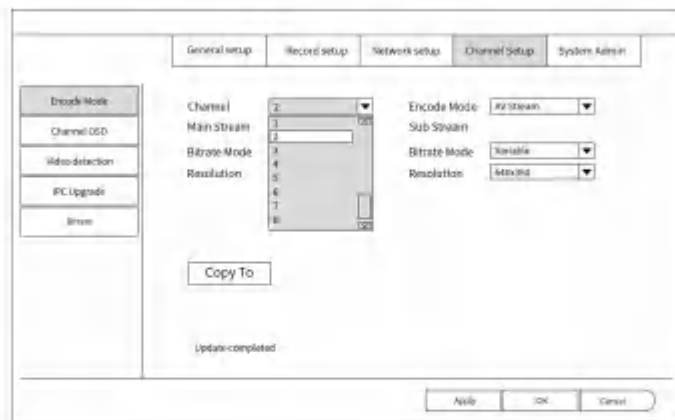 General setup
Record setup
Network setup
Channel Setup
System Admin
Encode Mode
Channel OSD
Video detection
IPC Upgrade
Channel
2
Encode Mode
AV Stream
Main Stream
Sub Stream
Bitrate Mode
Bitrate Mode
Variable
Resolution
Resolution
1
2
3
4
5
6
7
8
Copy To
Update completed
Apply
OK
Cancel